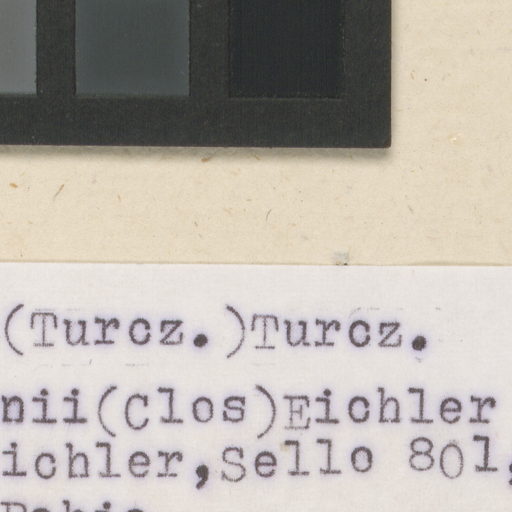 (Turcz.)Turcz.
nii(Clos)Eichler
ichler,Sello 801,